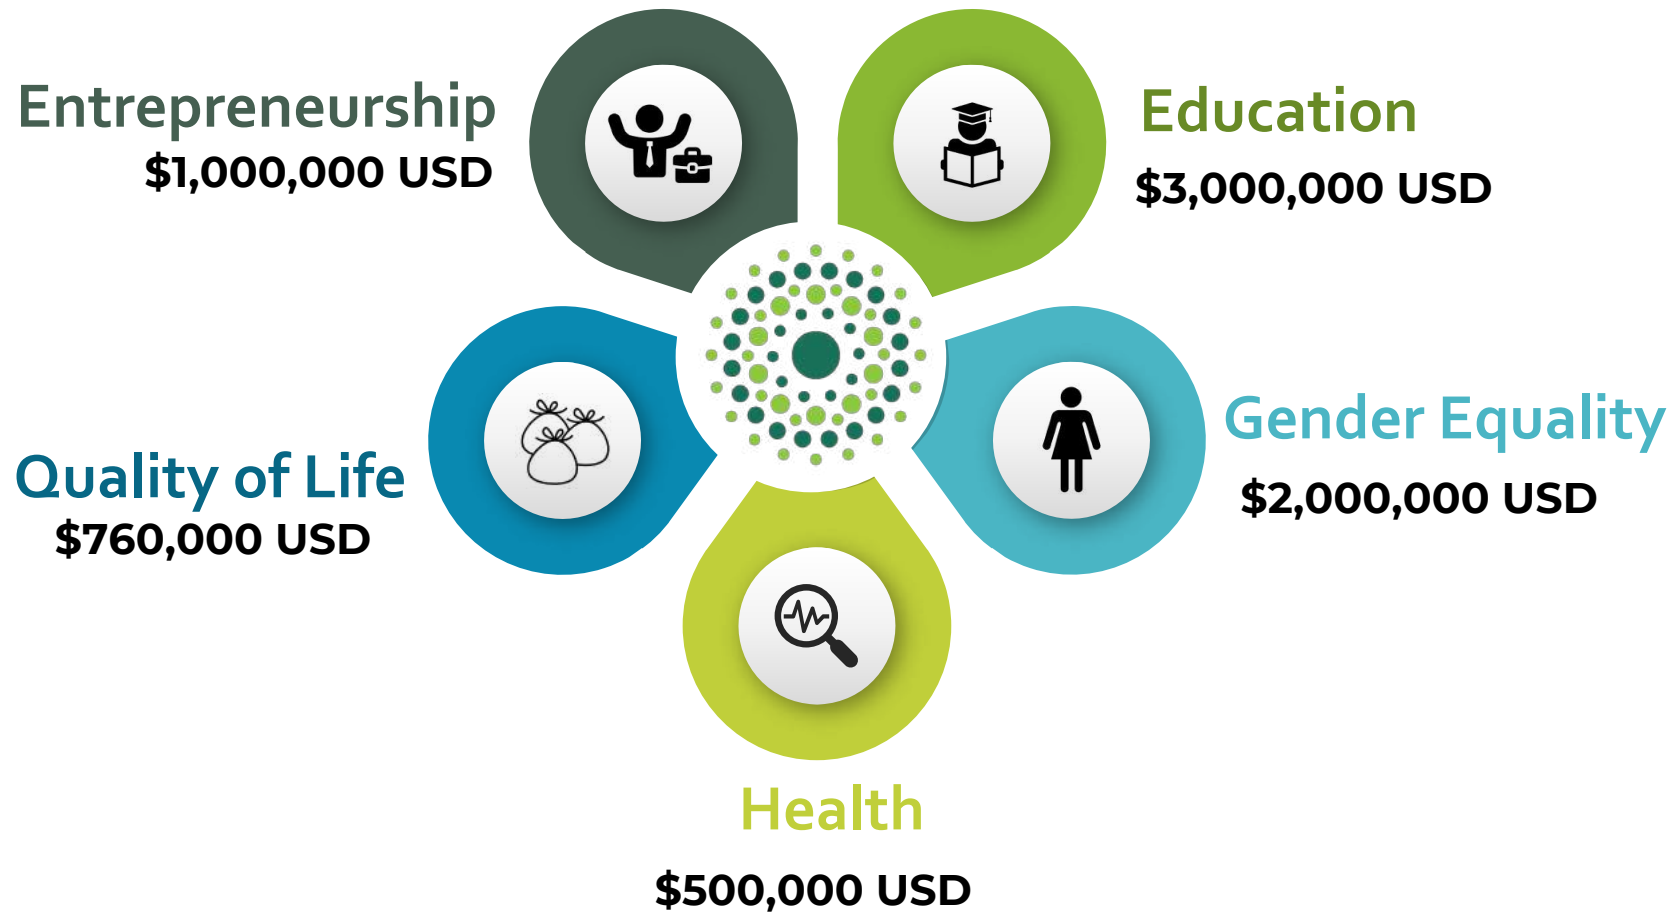 Entrepreneurship
$1,000,000 USD
Education
$3,000,000 USD
Quality of Life
$760,000 USD
Gender Equality
$2,000,000 USD
Health
$500,000 USD